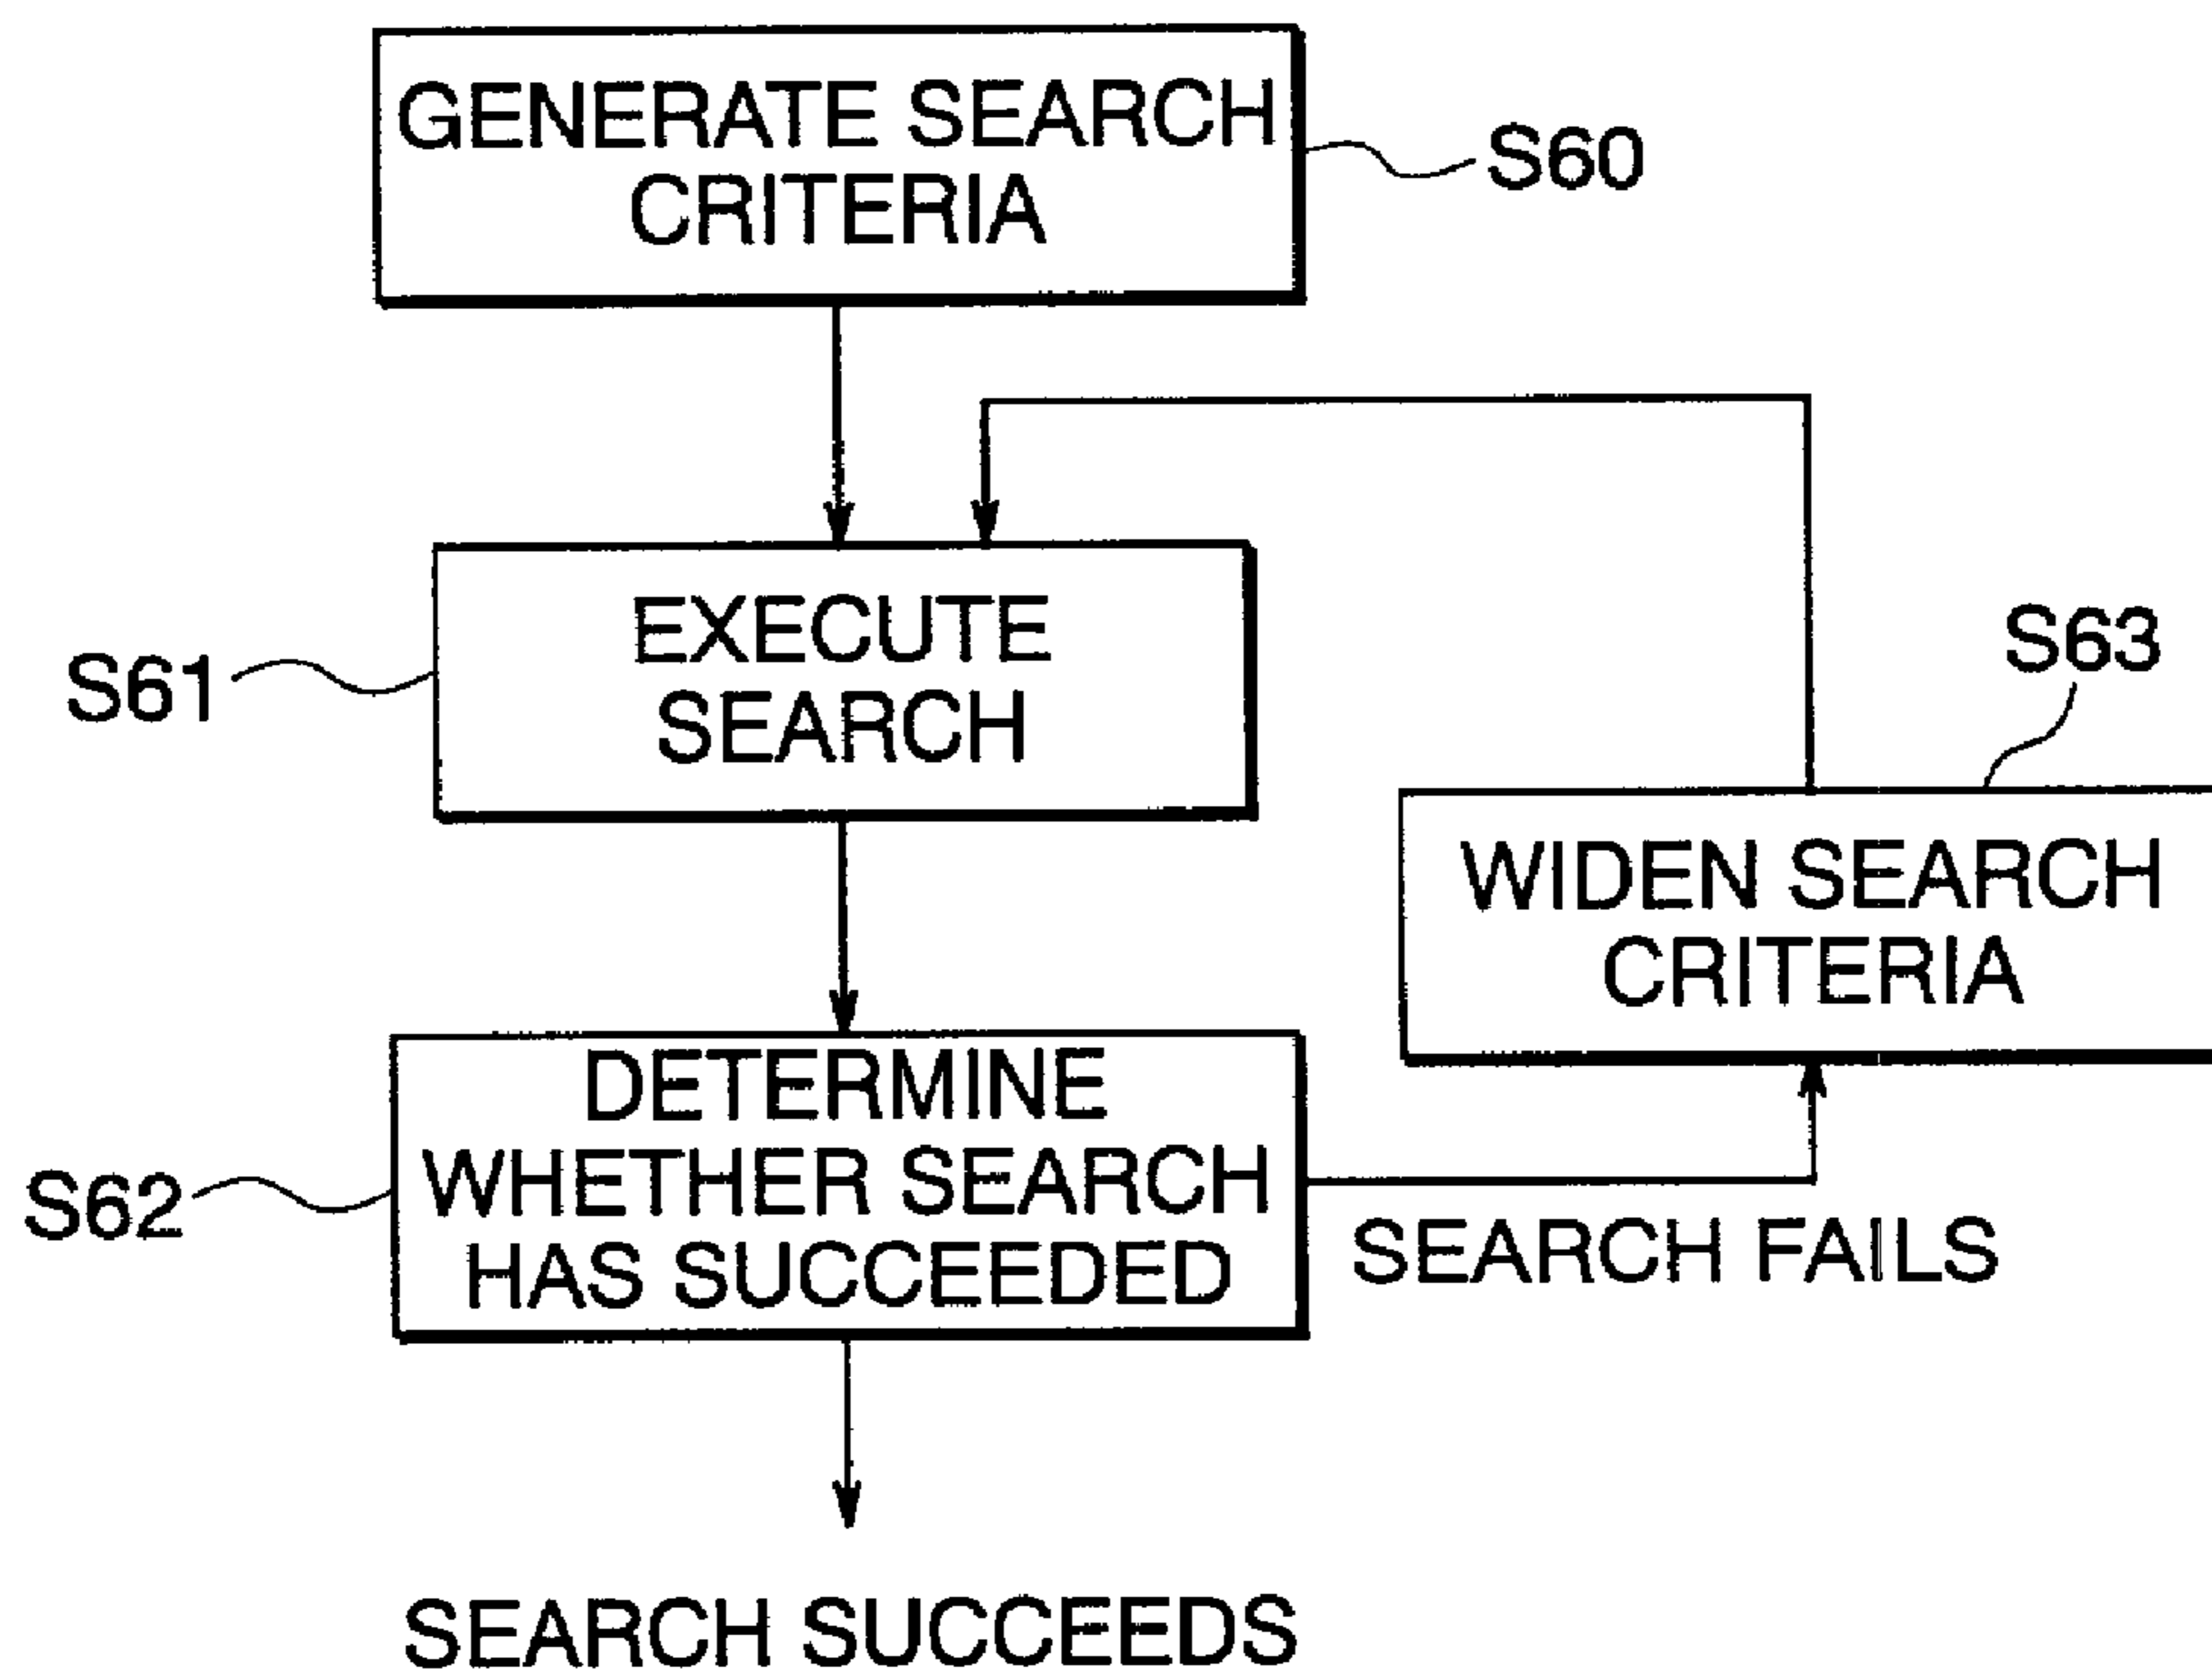 GENERATE SEARCH
CRITERIA
S60
EXECUTE
SEARCH
S61
S63
WIDEN SEARCH
CRITERIA
DETERMINE
WHETHER SEARCH
HAS SUCCEEDED
S62
SEARCH FAILS
SEARCH SUCCEEDS